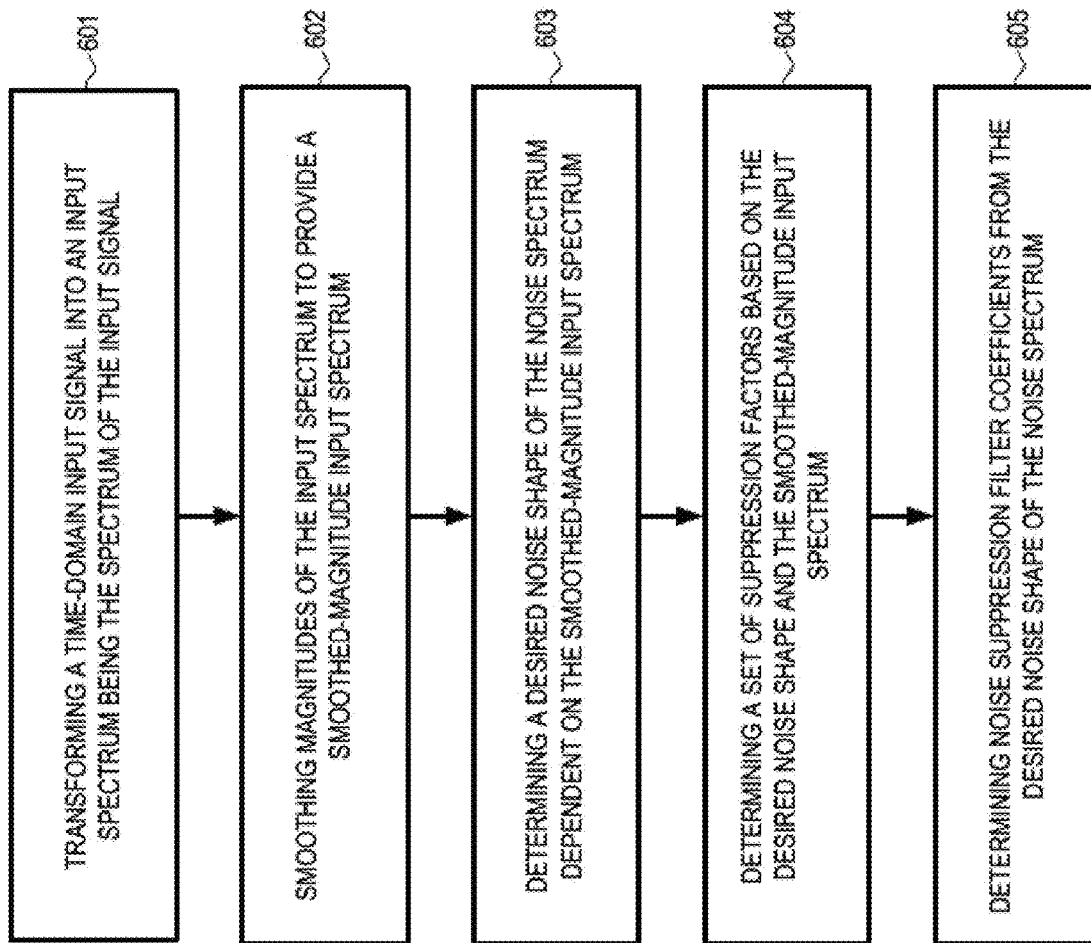 TRANSFORMING A TIME-DOMAIN INPUT SIGNAL INTO AN INPUT
SPECTRUM BEING THE SPECTRUM OF THE INPUT SIGNAL
601
SMOOTHING MAGNITUDES OF THE INPUT SPECTRUM TO PROVIDE A
SMOOTHED-MAGNITUDE INPUT SPECTRUM
602
DETERMINING A DESIRED NOISE SHAPE OF THE NOISE SPECTRUM
DEPENDENT ON THE SMOOTHED-MAGNITUDE INPUT SPECTRUM
603
DETERMINING A SET OF SUPPRESSION FACTORS BASED ON THE
DESIRED NOISE SHAPE AND THE SMOOTHED-MAGNITUDE INPUT
SPECTRUM
604
DETERMINING NOISE SUPPRESSION FILTER COEFFICIENTS FROM THE
DESIRED NOISE SHAPE OF THE NOISE SPECTRUM
605